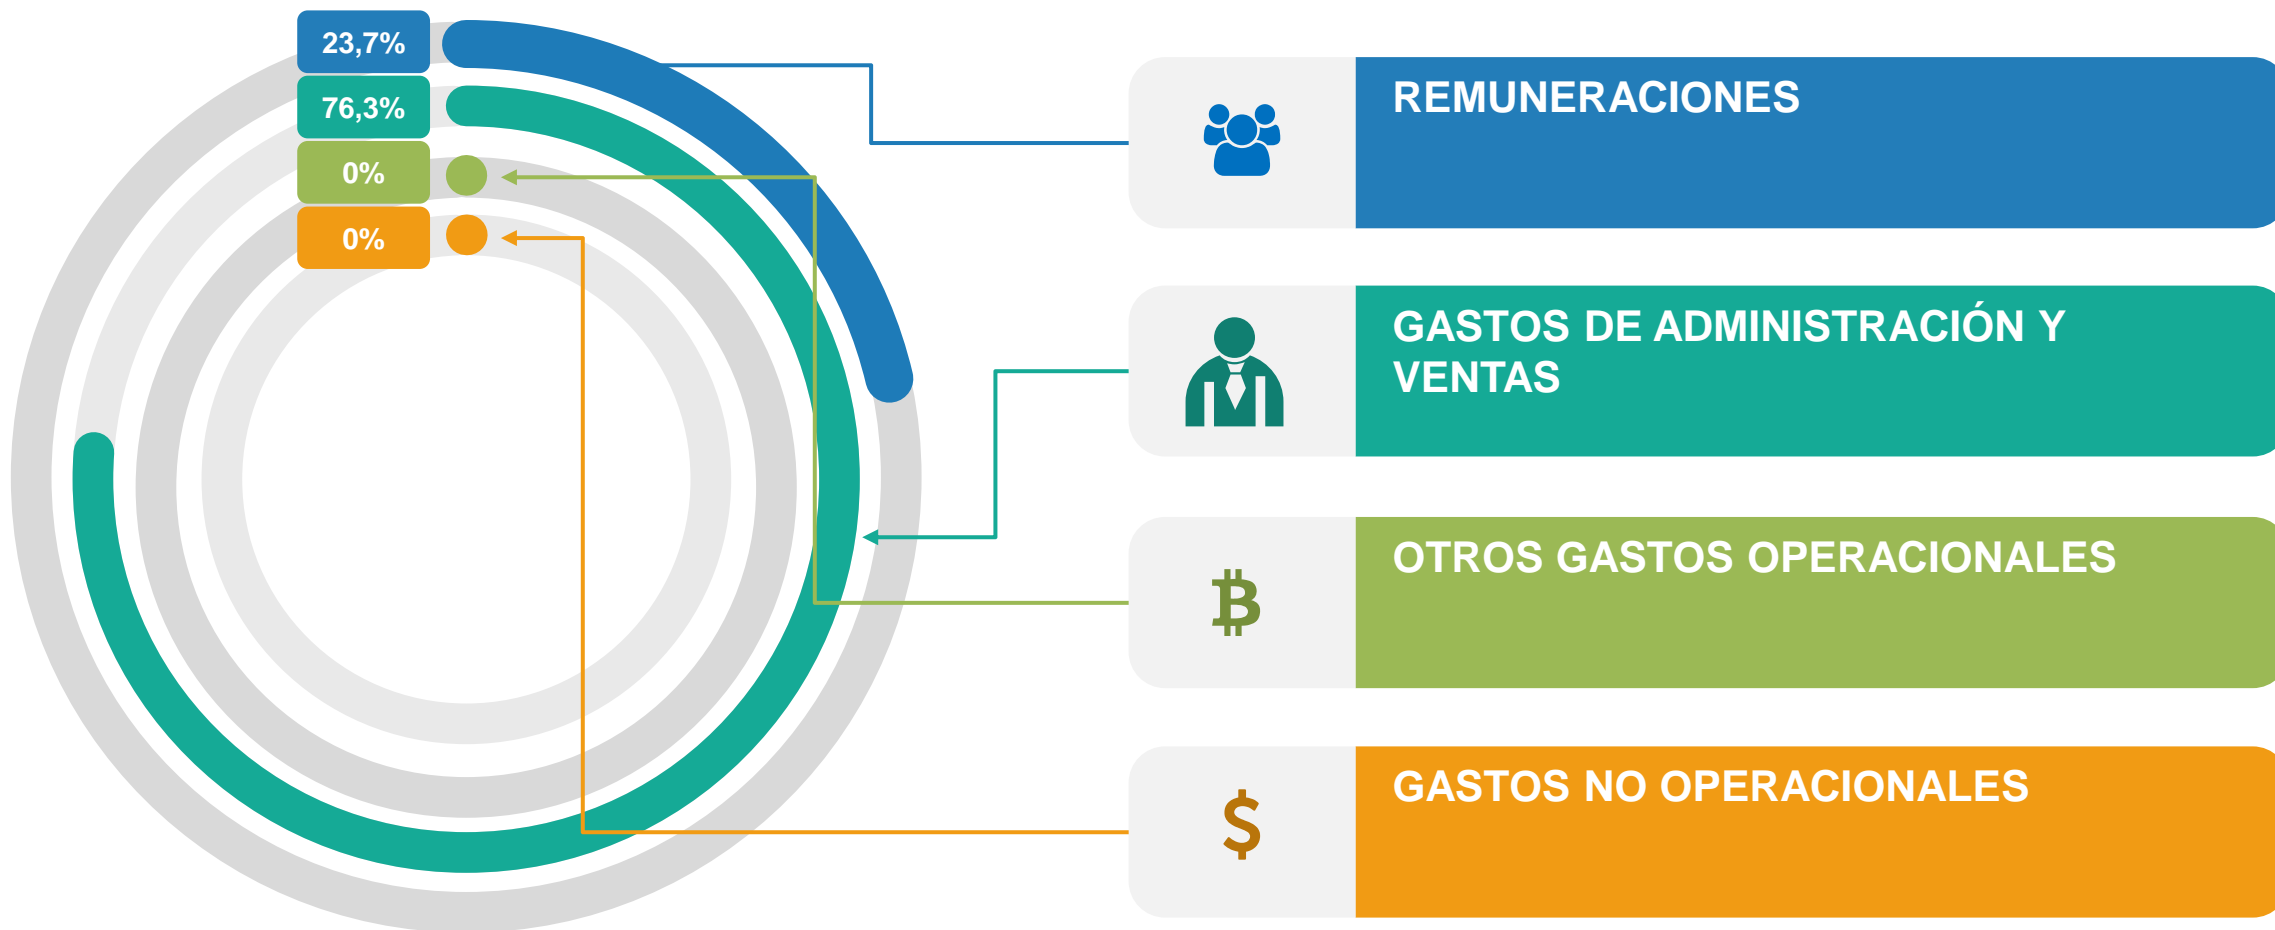 23,7%
76,3%
0%
0%
REMUNERACIONES
GASTOS DE ADMINISTRACIÓN Y
VENTAS
OTROS GASTOS OPERACIONALES
GASTOS NO OPERACIONALES